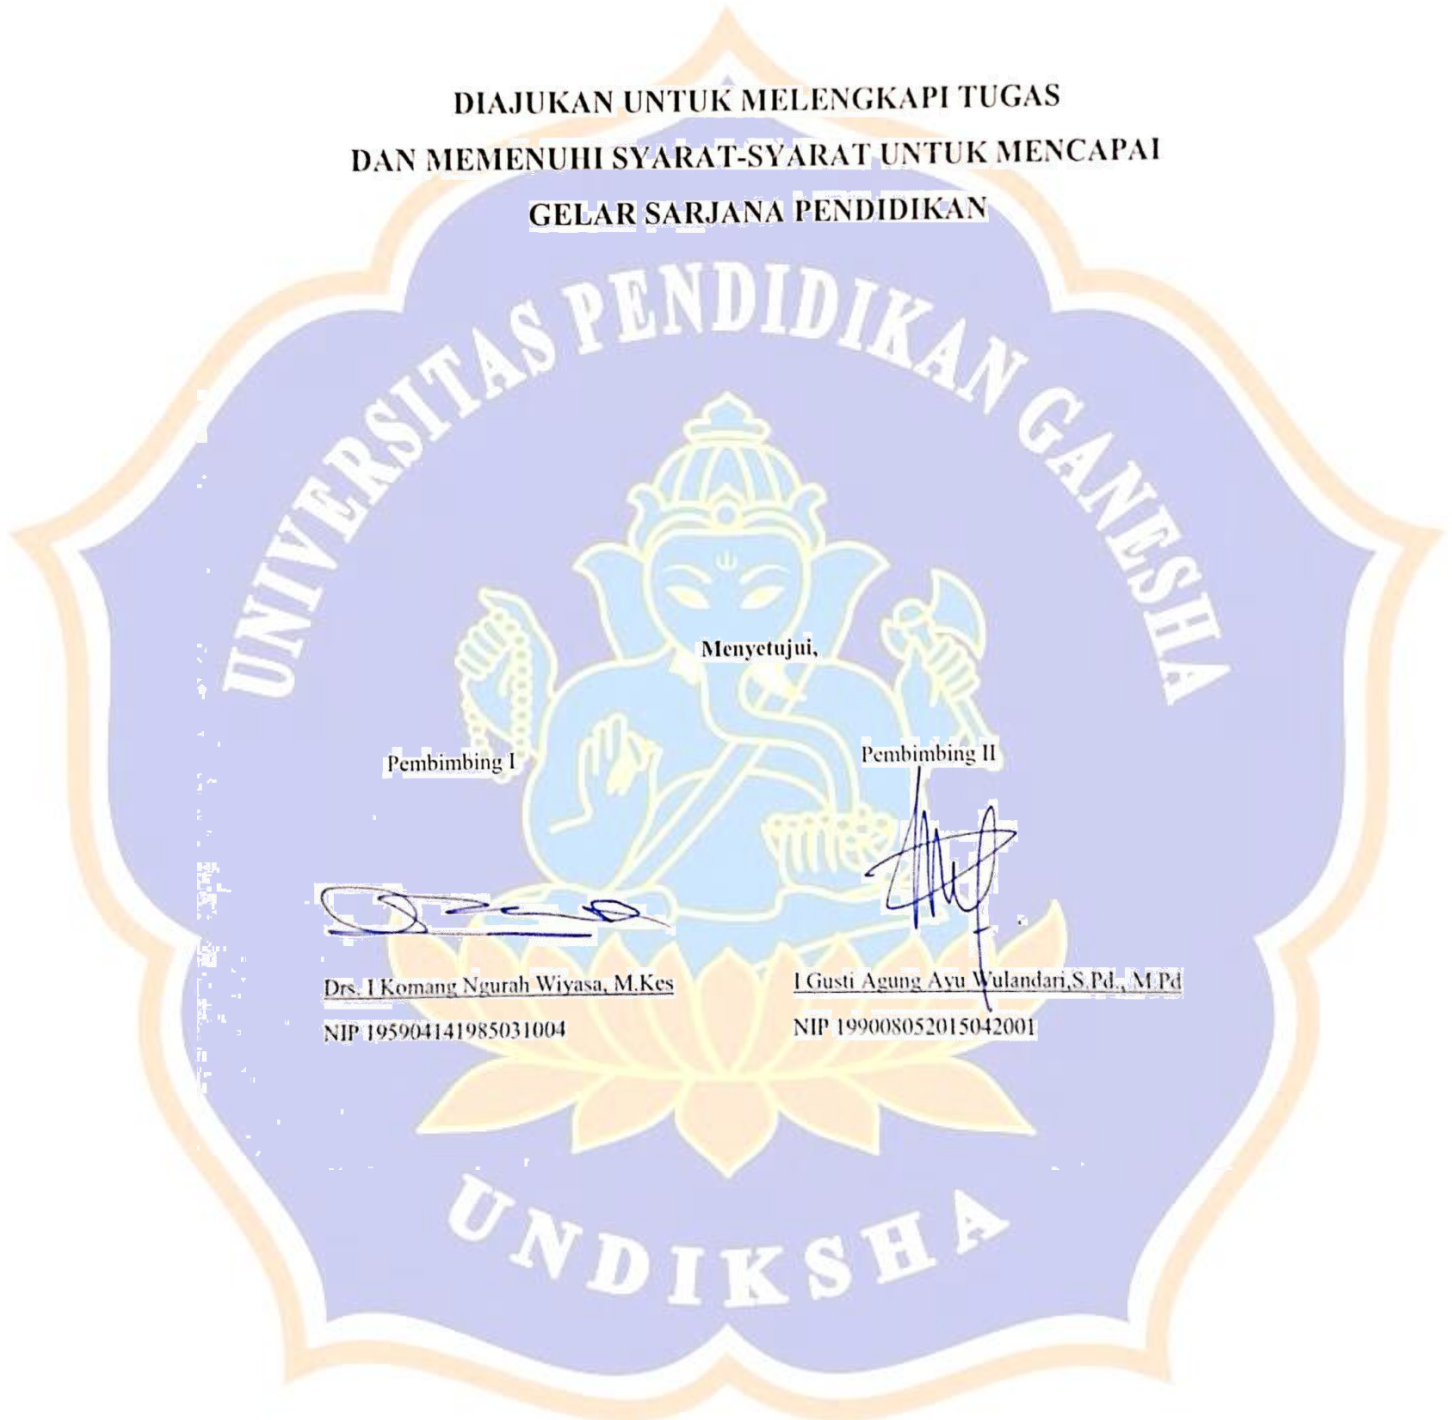 DIAJUKAN UNTUK MELENGKAPI TUGAS
DAN MEMENUHI SYARAT-SYARAT UNTUK MENCAPAI
GELAR SARJANA PENDIDIKAN
UNIVERSITAS PENDIDIKAN GANESHA
Menyetujui,
Pembimbing I
Pembimbing II
Drs. I Komang Ngurah Wiyasa, M.Kes
I Gusti Agung Ayu Wulandari,S.Pd., M.Pd
NIP 195904141985031004
NIP 199008052015042001
UNDIKSHA